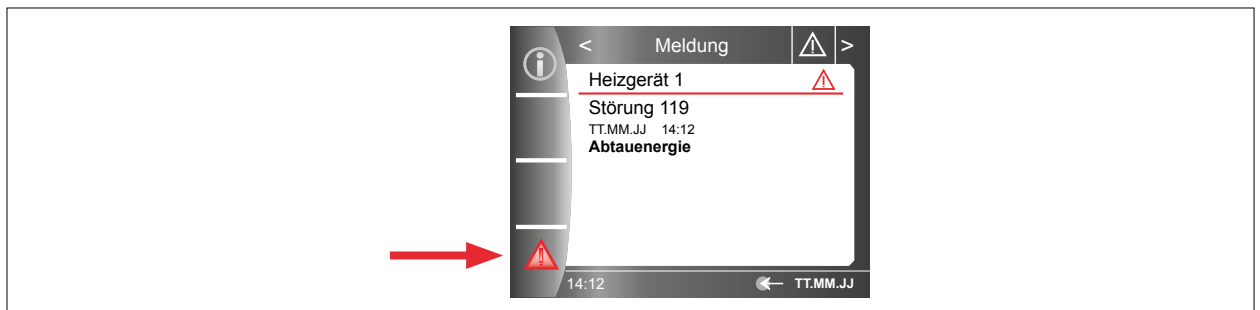 < Meldung >
Heizgerät 1
Störung 119
TT.MM.JJ 14:12
Abtauenergie
14:12 TT.MM.JJ